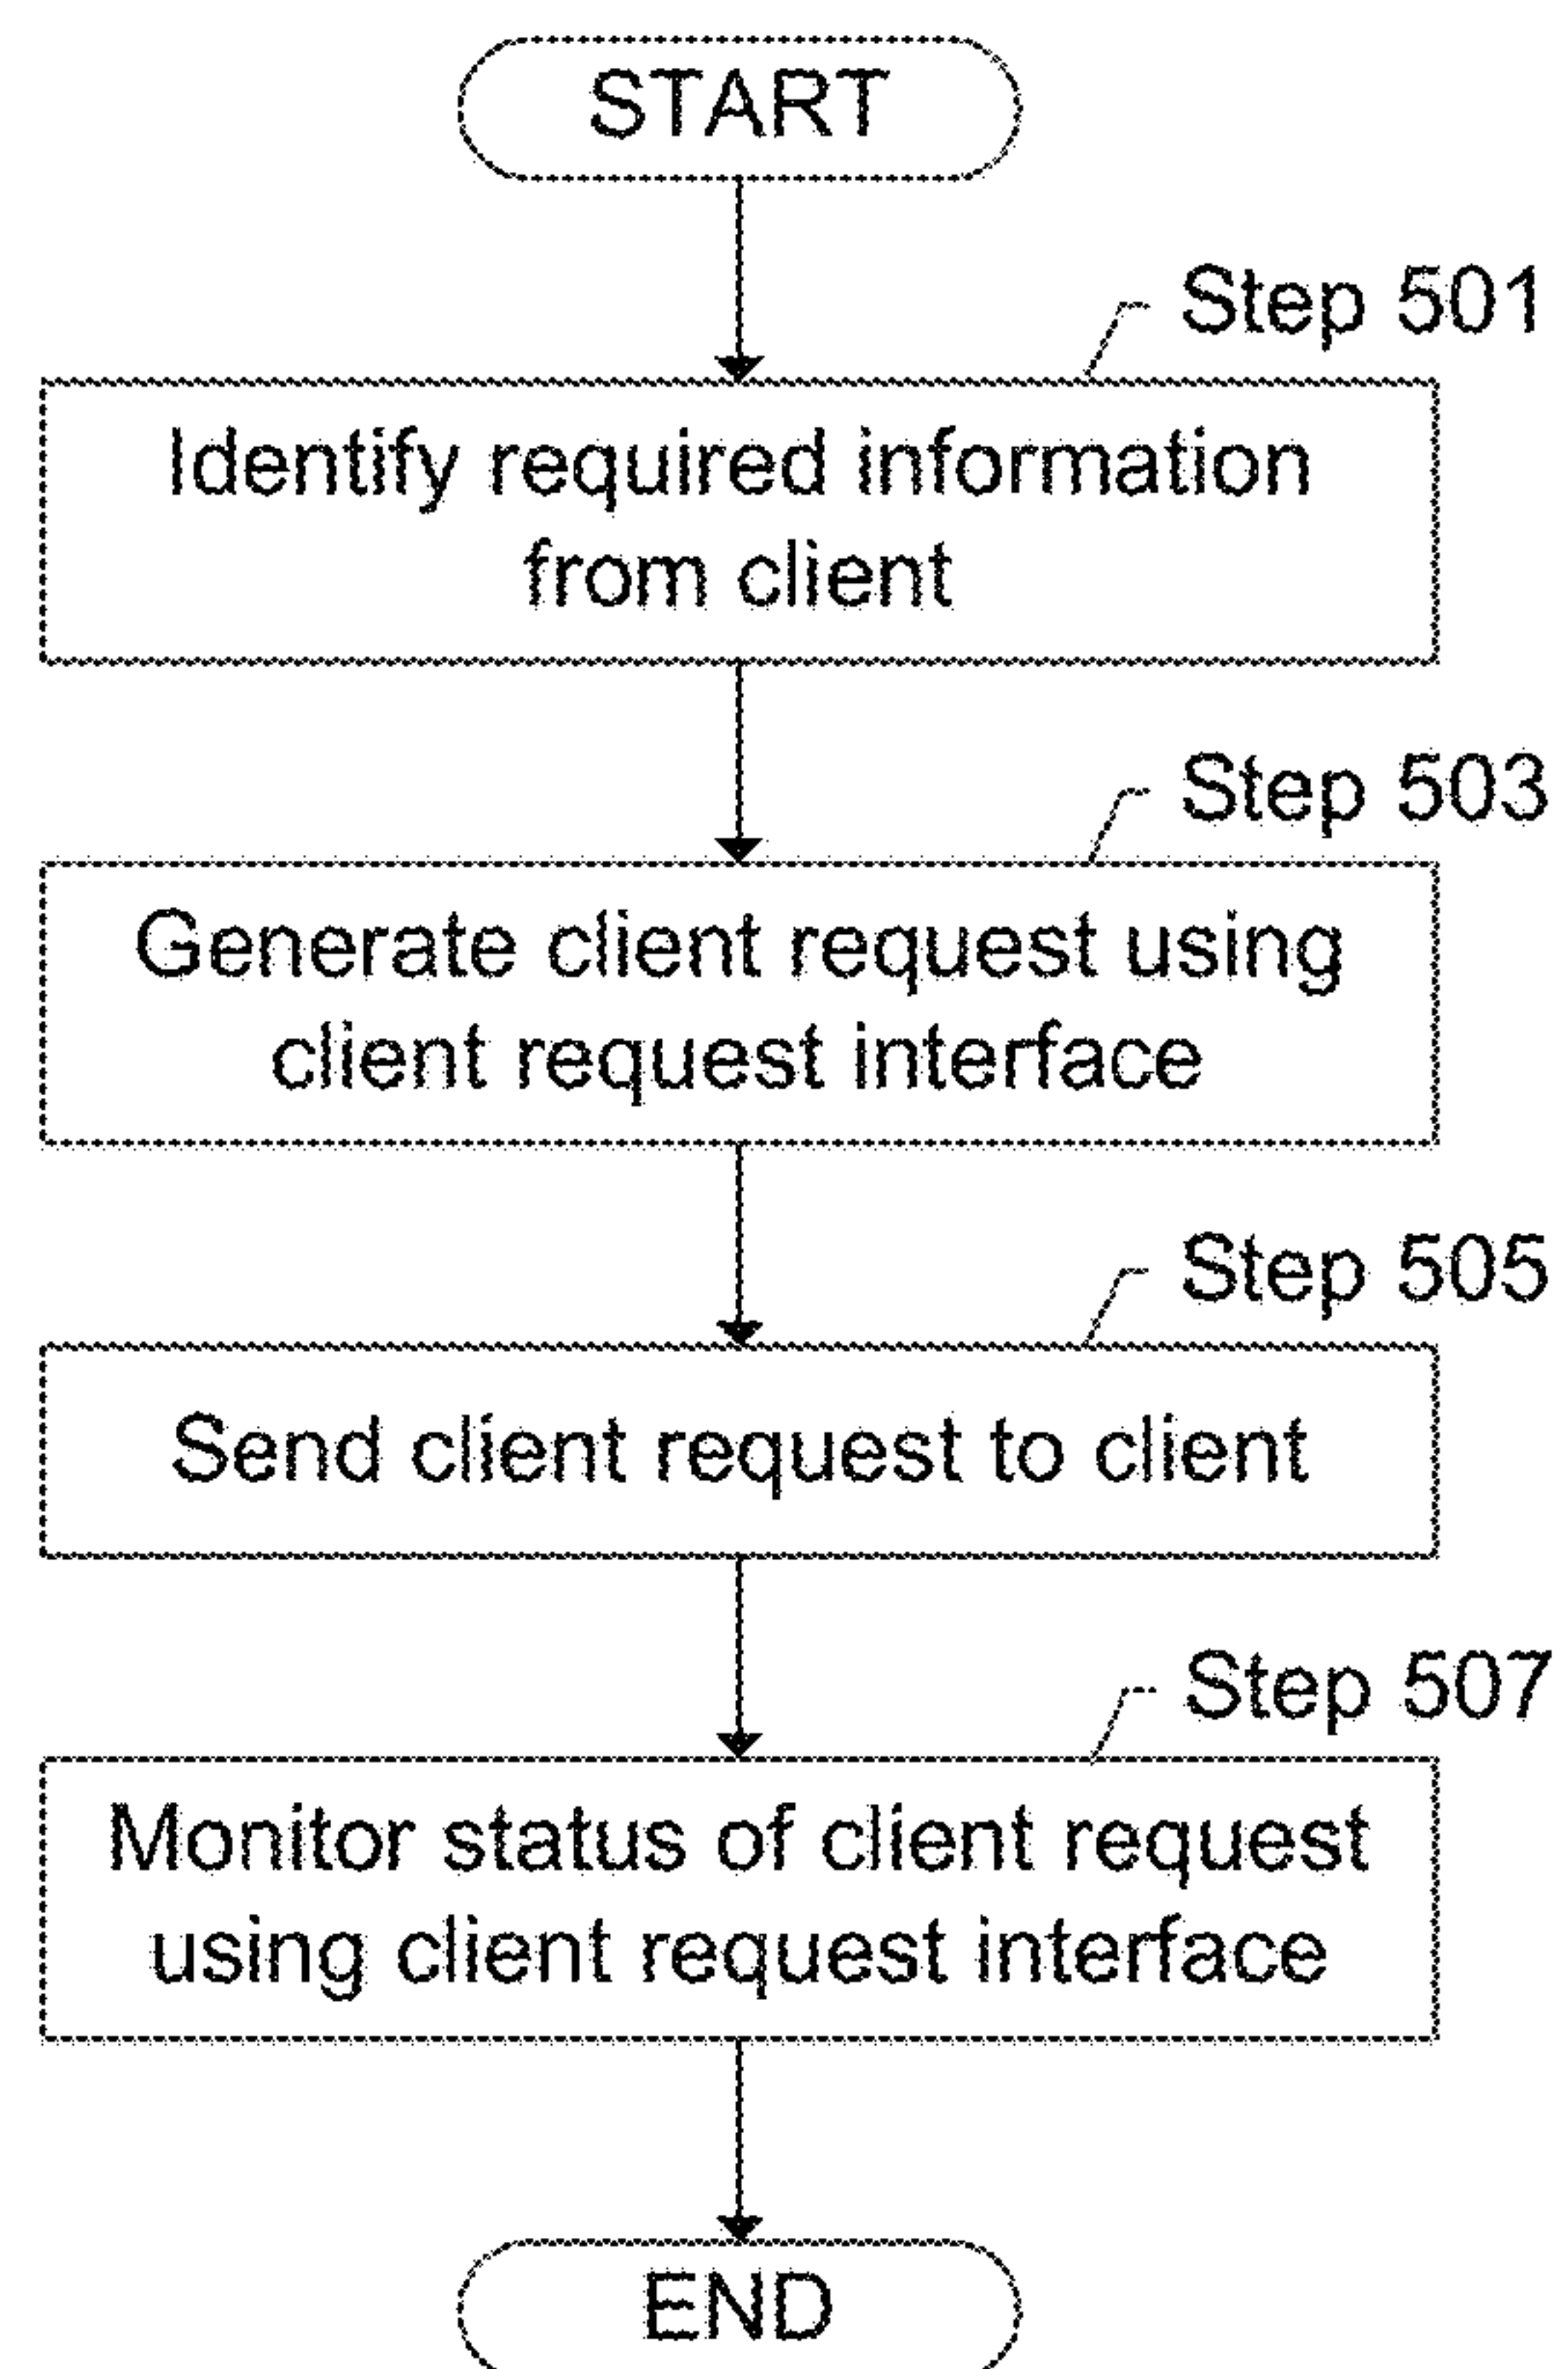 START
Step 501
Identify required information
from client
Step 503
Generate client request using
client request interface
Step 505
Send client request to client
Step 507
Monitor status of client request
using client request interface
END